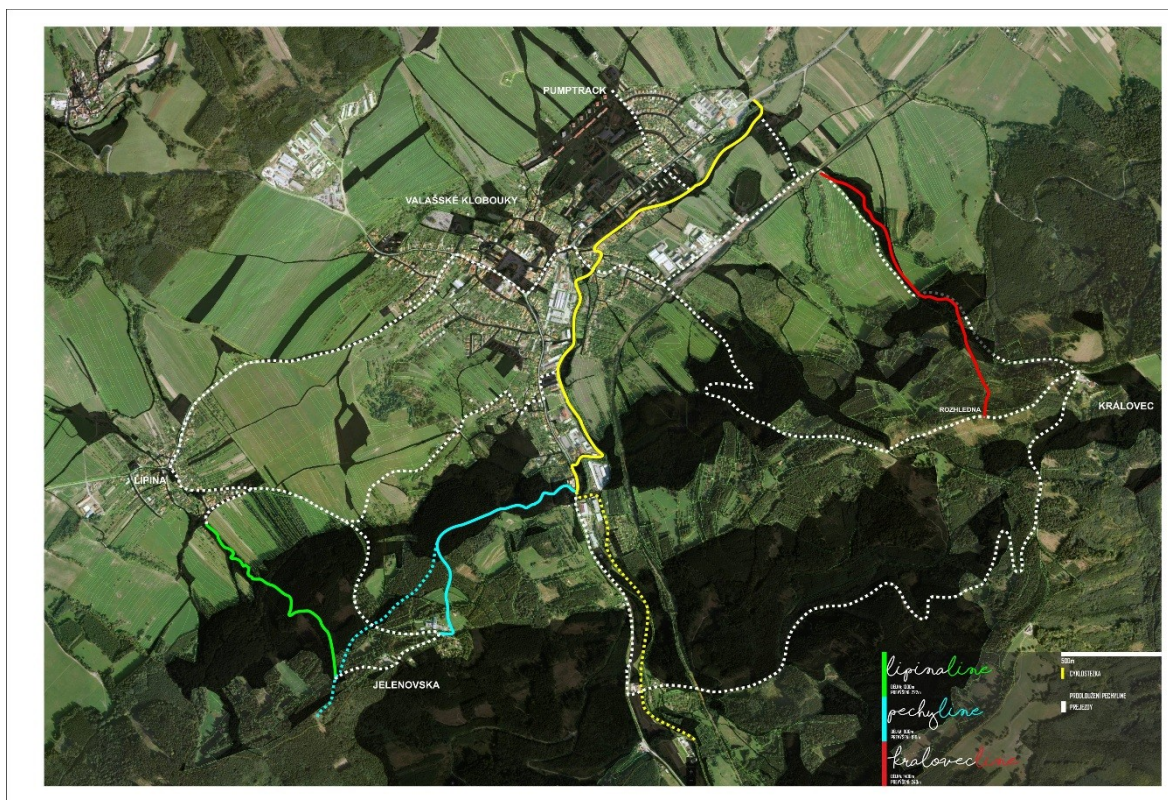 PUMPTRACK
VALAŠSKÉ KLOBOUKY
ROZHLEDNA
KRÁLOVEC
LIPINA
JELENOVSKA
lipinaline
pechyline
kralovecline
500m
CYKLOSTEZKA
PRODLOUŽENÍ PECHYLINE
PŘEJEZDY